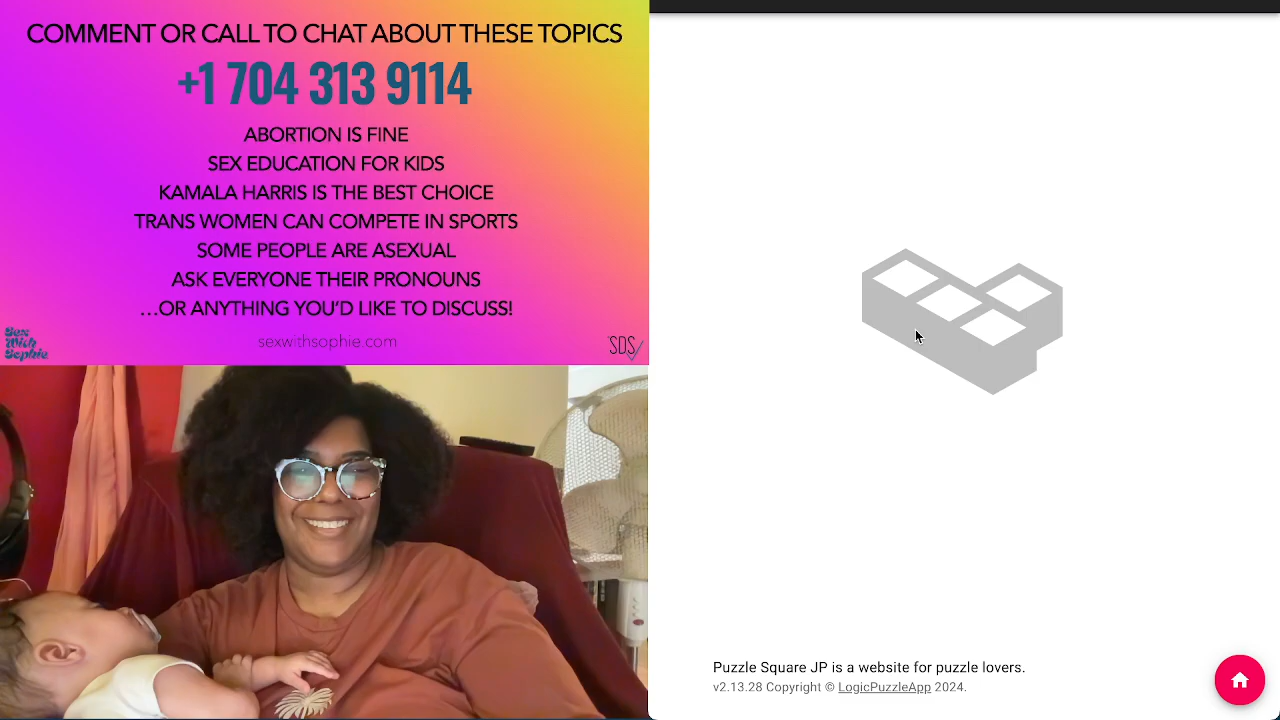 COMMENT OR CALL TO CHAT ABOUT THESE TOPICS
+1 704 313 9114
ABORTION IS FINE
SEX EDUCATION FOR KIDS
KAMALA HARRIS IS THE BEST CHOICE
TRANS WOMEN CAN COMPETE IN SPORTS
SOME PEOPLE ARE ASEXUAL
ASK EVERYONE THEIR PRONOUNS
...OR ANYTHING YOU'D LIKE TO DISCUSS!
Sex
With
Sophie
sexwithsophie.com
SDS
Puzzle Square JP is a website for puzzle lovers.
v2.13.28 Copyright © LogicPuzzleApp 2024.